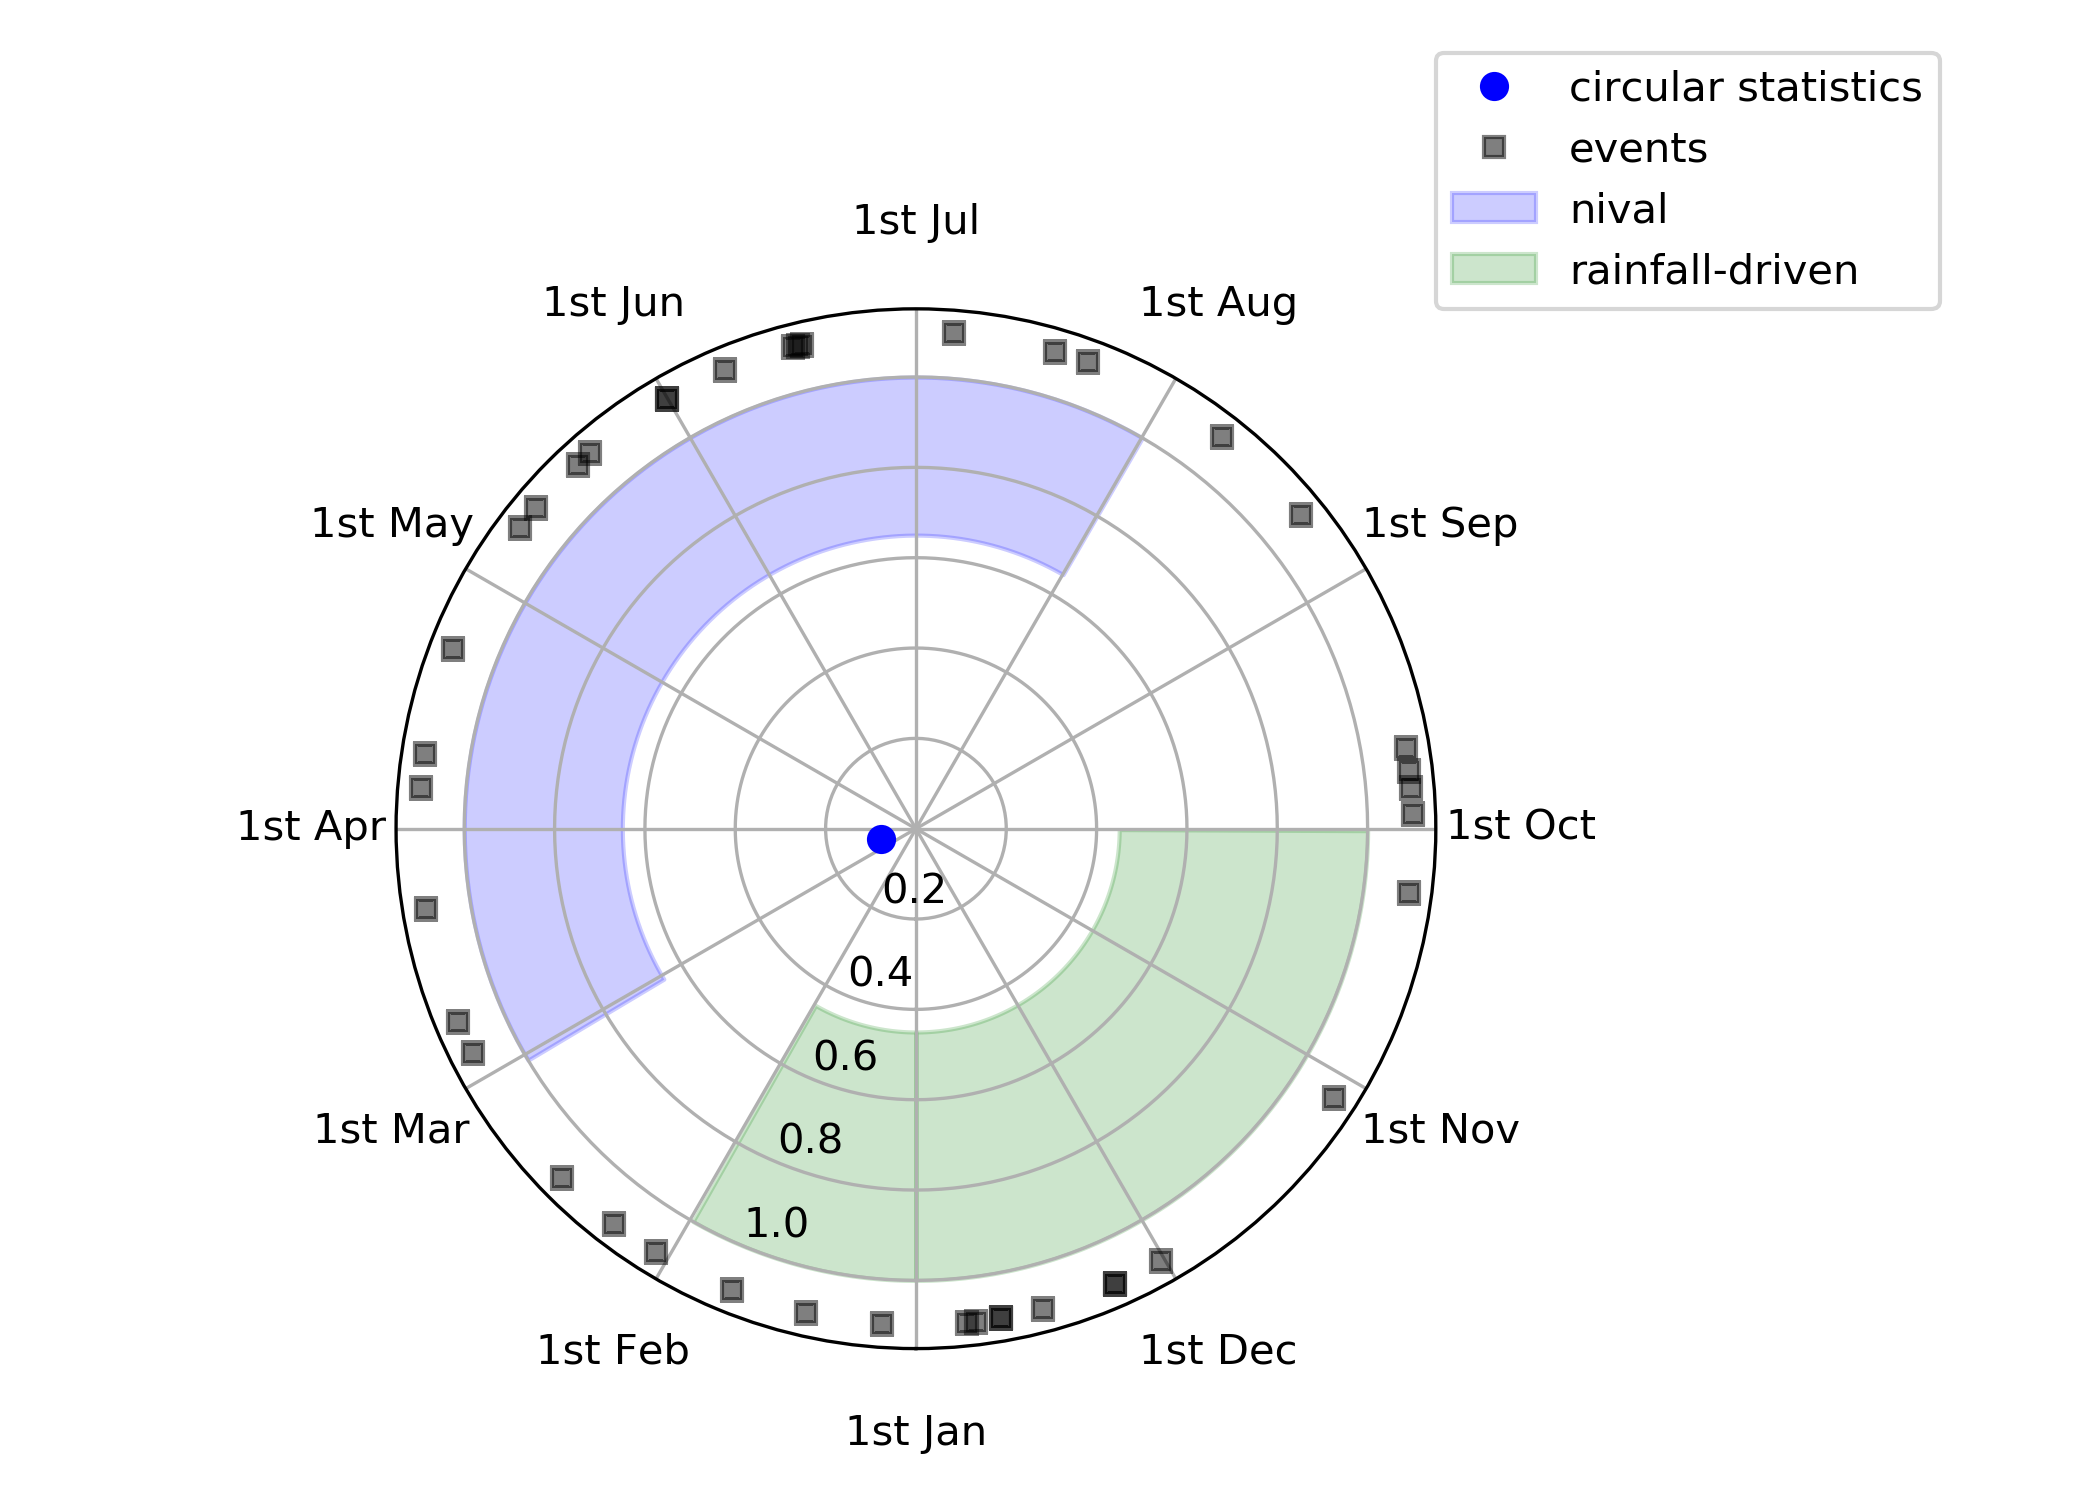 circular statistics
events
nival
rainfall-driven
1st Jul
1st Jun
1st Aug
1st May
1st Sep
1st Apr
1st Oct
0.2
0.4
0.6
0.8
1.0
1st Mar
1st Nov
1st Feb
1st Dec
1st Jan